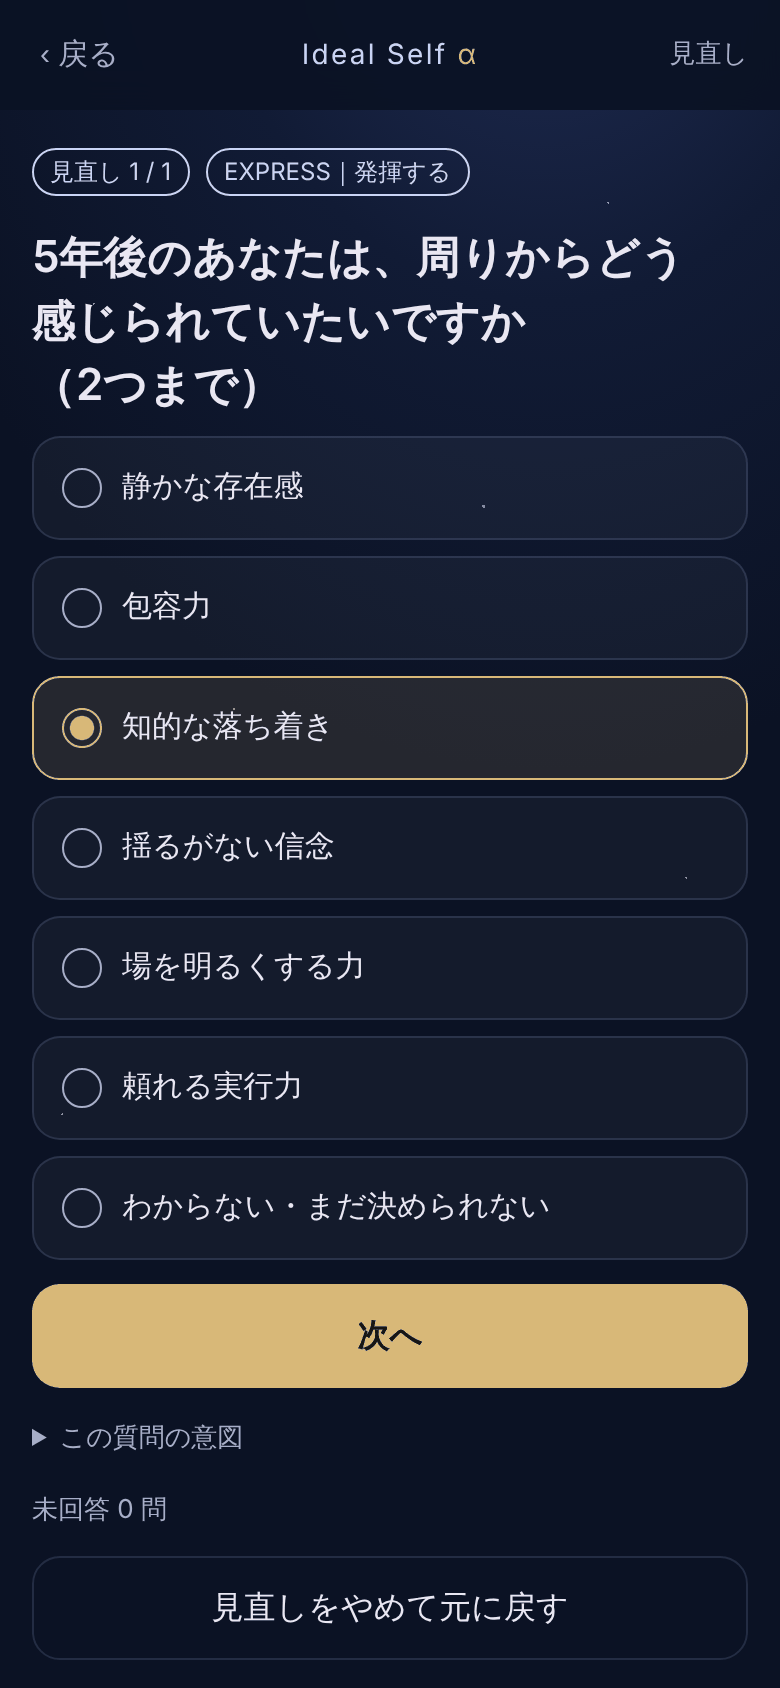 ‹ 戻る
Ideal Self α
見直し
見直し 1 / 1
EXPRESS｜発揮する
5年後のあなたは、周りからどう
感じられていたいですか
（2つまで）
静かな存在感
包容力
知的な落ち着き
揺るがない信念
場を明るくする力
頼れる実行力
わからない・まだ決められない
次へ
▶ この質問の意図
未回答 0 問
見直しをやめて元に戻す